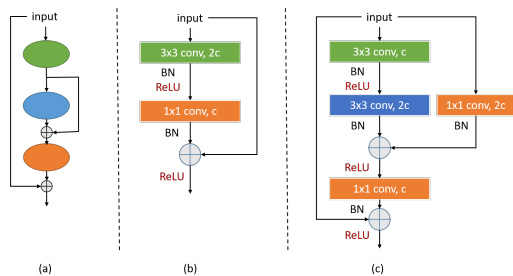 input
(a)
input
3x3 conv, 2c
BN
ReLU
1x1 conv, c
BN
ReLU
(b)
input
3x3 conv, c
BN
ReLU
3x3 conv, 2c
1x1 conv, 2c
BN
BN
ReLU
1x1 conv, c
BN
ReLU
(c)